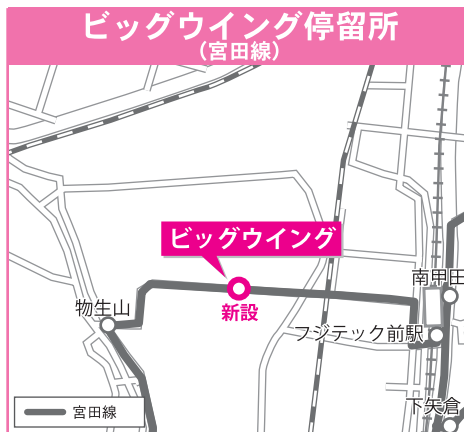 ビッグウイング停留所
（宮田線）
ビッグウイング
新設
南甲田
物生山
フジテック前駅
下矢倉
宮田線